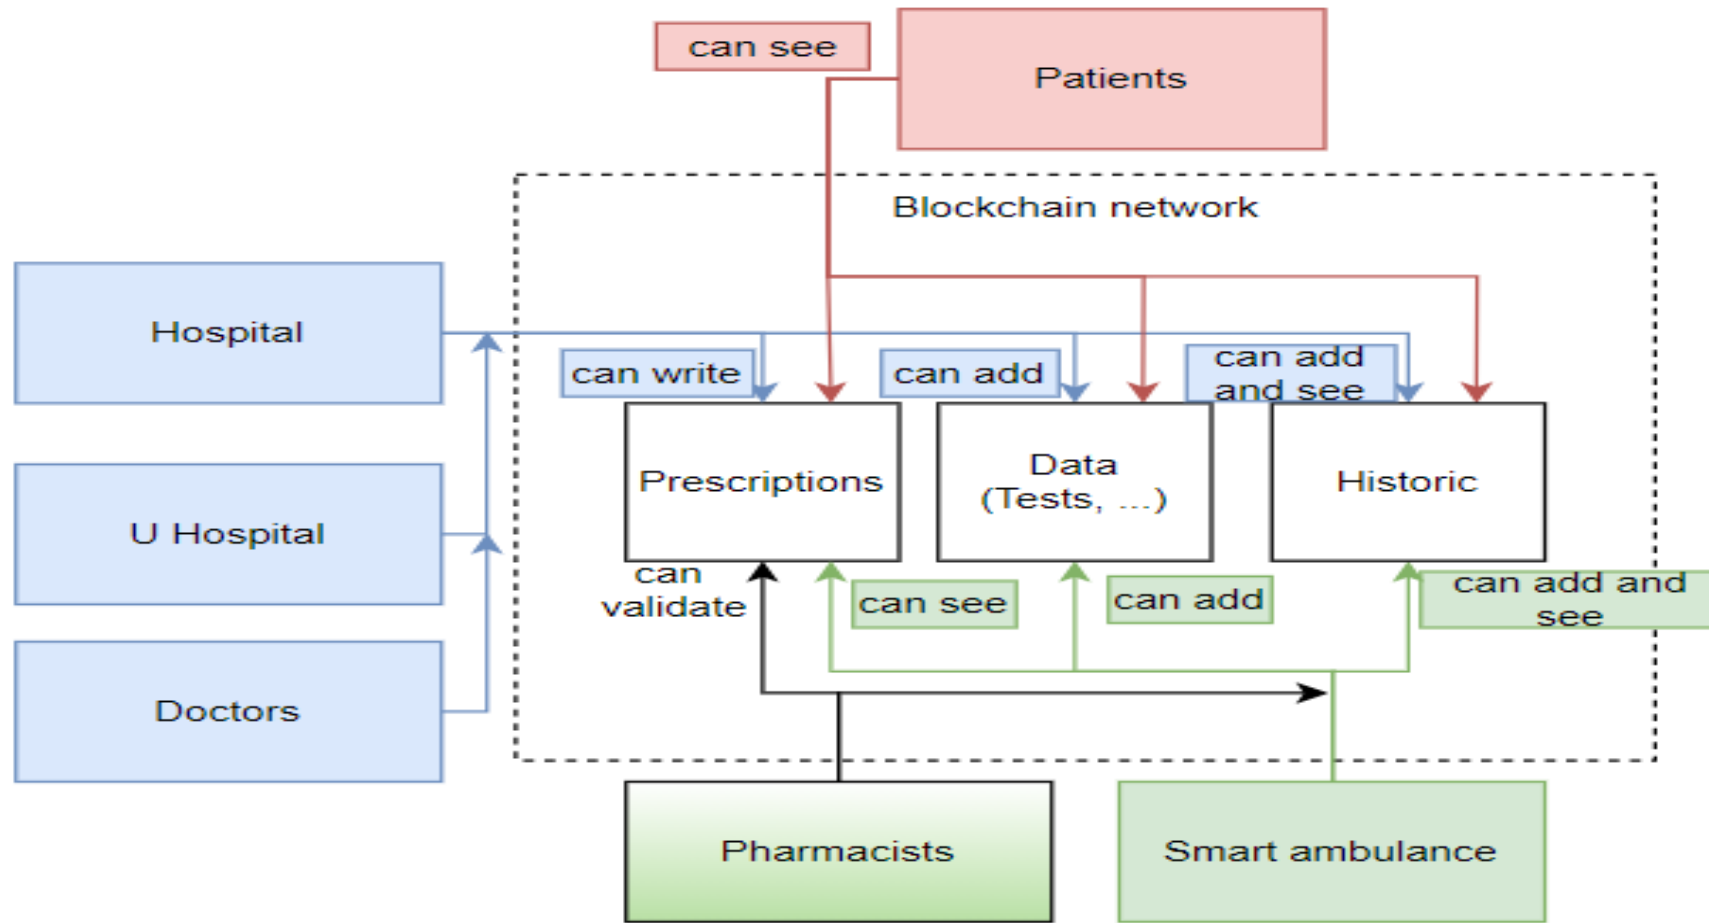 can see
Patients
Blockchain network
Hospital
can write
can add
can add
and see
Prescriptions
Data
(Tests, ...)
Historic
U Hospital
can
validate
can see
can add
can add and
see
Doctors
Pharmacists
Smart ambulance